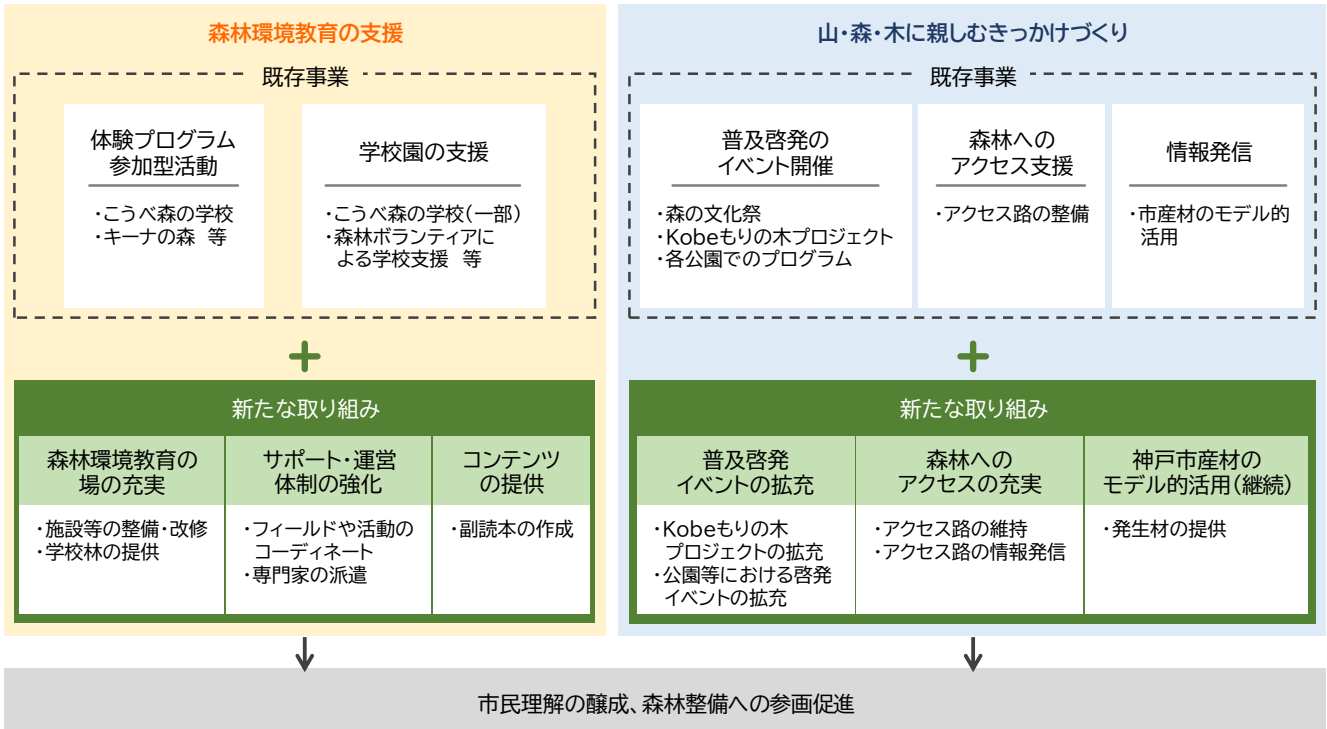 森林環境教育の支援
既存事業
体験プログラム
参加型活動
・こうべ森の学校
・キーナの森 等
学校園の支援
・こうべ森の学校(一部)
・森林ボランティアに
よる学校支援 等
+
新たな取り組み
森林環境教育の
場の充実
・施設等の整備・改修
・学校林の提供
サポート・運営
体制の強化
・フィールドや活動の
コーディネート
・専門家の派遣
コンテンツ
の提供
・副読本の作成
山・森・木に親しむきっかけづくり
既存事業
普及啓発の
イベント開催
・森の文化祭
・Kobeもりの木プロジェクト
・各公園でのプログラム
森林への
アクセス支援
・アクセス路の整備
情報発信
・市産材のモデル的
活用
+
新たな取り組み
普及啓発
イベントの拡充
・Kobeもりの木
プロジェクトの拡充
・公園等における啓発
イベントの拡充
森林への
アクセスの充実
・アクセス路の維持
・アクセス路の情報発信
神戸市産材の
モデル的活用(継続)
・発生材の提供
市民理解の醸成、森林整備への参画促進